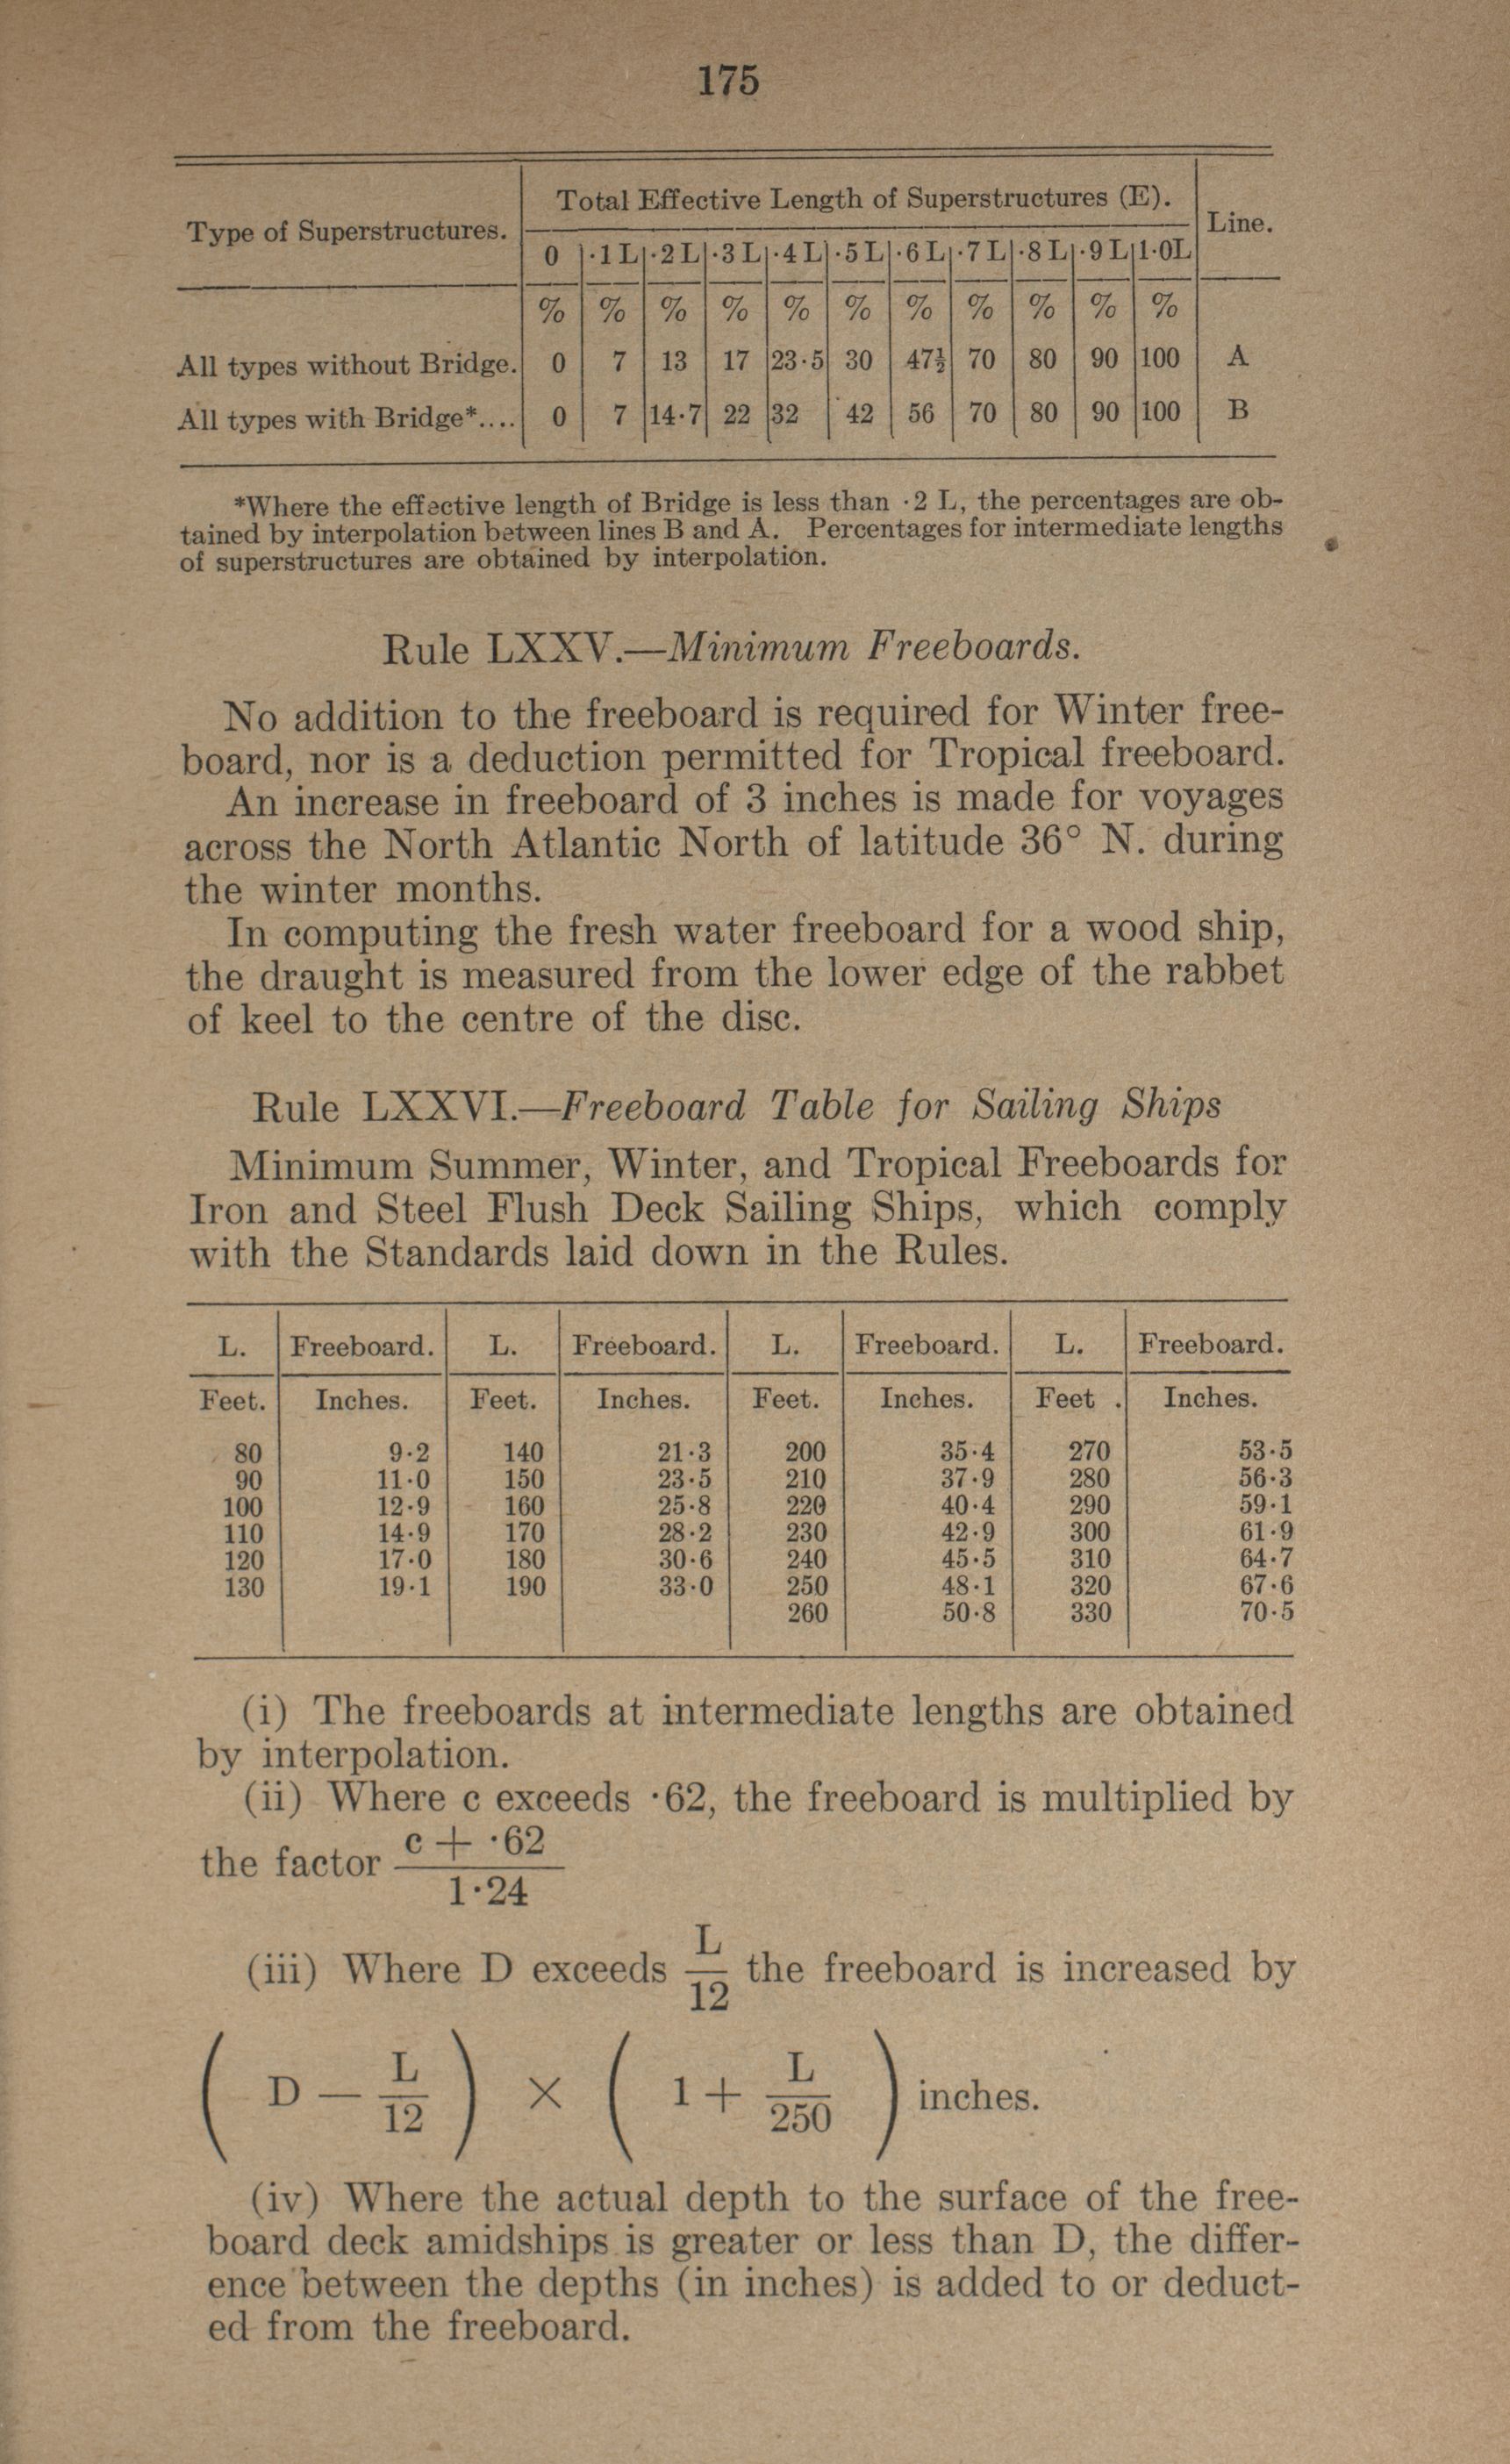 175
Type of Superstructures. Total Effective Length of Superstructures (E). Line.
0 ·1 L ·2 L ·3 L ·4 L ·5 L ·6 L ·7 L ·8 L ·9 L 1·0L
% % % % % % % % % % %
All types without Bridge. 0 7 13 17 23·5 30 47½ 70 80 90 100 A
All types with Bridge*.... 0 7 14·7 22 32 42 56 70 80 90 100 B
*Where the effective length of Bridge is less than ·2 L, the percentages are ob-
tained by interpolation between lines B and A. Percentages for intermediate lengths
of superstructures are obtained by interpolation.
Rule LXXV.—Minimum Freeboards.
No addition to the freeboard is required for Winter free-
board, nor is a deduction permitted for Tropical freeboard.
An increase in freeboard of 3 inches is made for voyages
across the North Atlantic North of latitude 36° N. during
the winter months.
In computing the fresh water freeboard for a wood ship,
the draught is measured from the lower edge of the rabbet
of keel to the centre of the disc.
Rule LXXVI.—Freeboard Table for Sailing Ships
Minimum Summer, Winter, and Tropical Freeboards for
Iron and Steel Flush Deck Sailing Ships, which comply
with the Standards laid down in the Rules.
L. Freeboard. L. Freeboard. L. Freeboard. L. Freeboard.
Feet. Inches. Feet. Inches. Feet. Inches. Feet . Inches.
80 9·2 140 21·3 200 35·4 270 53·5
90 11·0 150 23·5 210 37·9 280 56·3
100 12·9 160 25·8 220 40·4 290 59·1
110 14·9 170 28·2 230 42·9 300 61·9
120 17·0 180 30·6 240 45·5 310 64·7
130 19·1 190 33·0 250 48·1 320 67·6
260 50·8 330 70·5
(i) The freeboards at intermediate lengths are obtained
by interpolation.
(ii) Where c exceeds ·62, the freeboard is multiplied by
the factor c + ·62
1·24
(iii) Where D exceeds L/12 the freeboard is increased by
( D — L/12 ) × ( 1 + L/250 ) inches.
(iv) Where the actual depth to the surface of the free-
board deck amidships is greater or less than D, the differ-
ence between the depths (in inches) is added to or deduct-
ed from the freeboard.